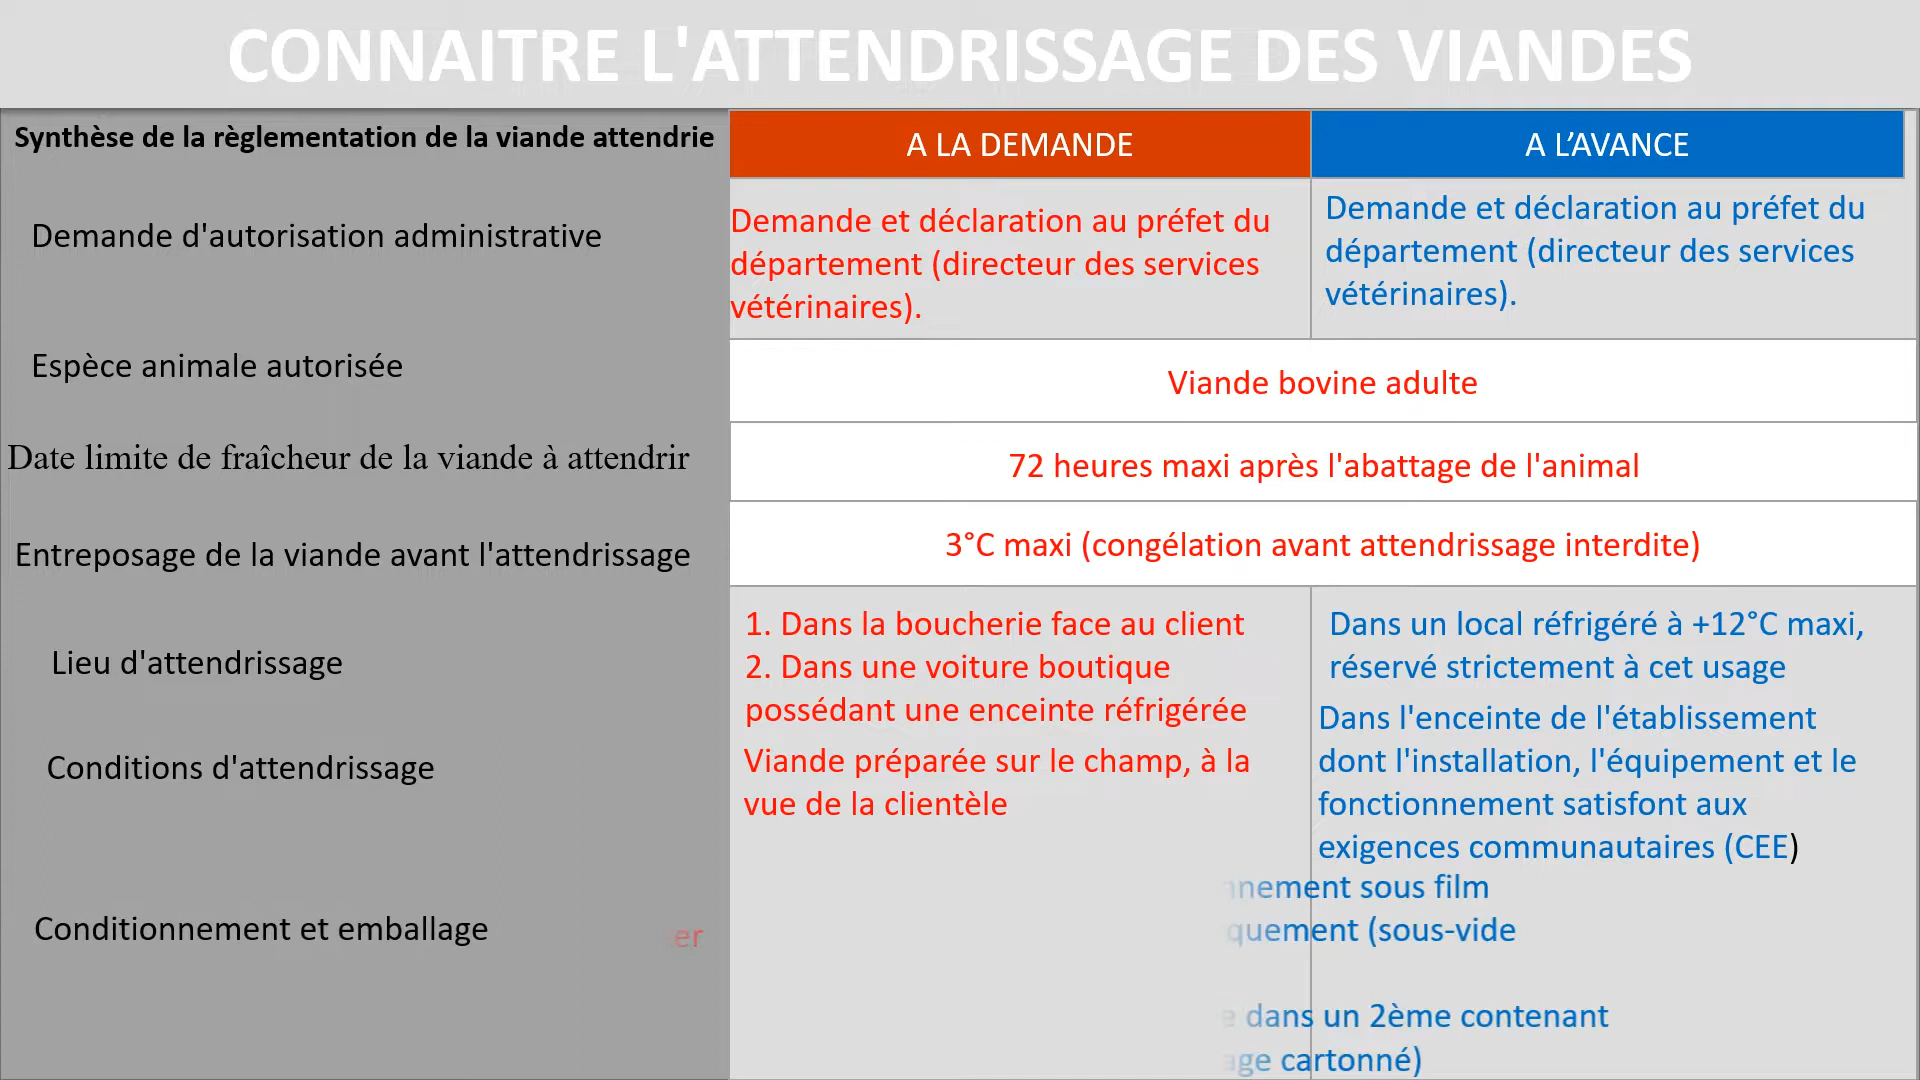 CONNAITRE L'ATTENDRISSAGE DES VIANDES
Synthèse de la règlementation de la viande attendrie
A LA DEMANDE
A L’AVANCE
Demande d'autorisation administrative
Demande et déclaration au préfet du
département (directeur des services
vétérinaires).
Demande et déclaration au préfet du
département (directeur des services
vétérinaires).
Espèce animale autorisée
Viande bovine adulte
Date limite de fraîcheur de la viande à attendrir
72 heures maxi après l'abattage de l'animal
Entreposage de la viande avant l'attendrissage
3°C maxi (congélation avant attendrissage interdite)
Lieu d'attendrissage
1. Dans la boucherie face au client
2. Dans une voiture boutique
possédant une enceinte réfrigérée
Dans un local réfrigéré à +12°C maxi,
réservé strictement à cet usage
Conditions d'attendrissage
Viande préparée sur le champ, à la
vue de la clientèle
Dans l'enceinte de l'établissement
dont l'installation, l'équipement et le
fonctionnement satisfont aux
exigences communautaires (CEE)
Conditionnement et emballage
er
sous film
(sous-vide
dans un 2ème contenant
cartonné)